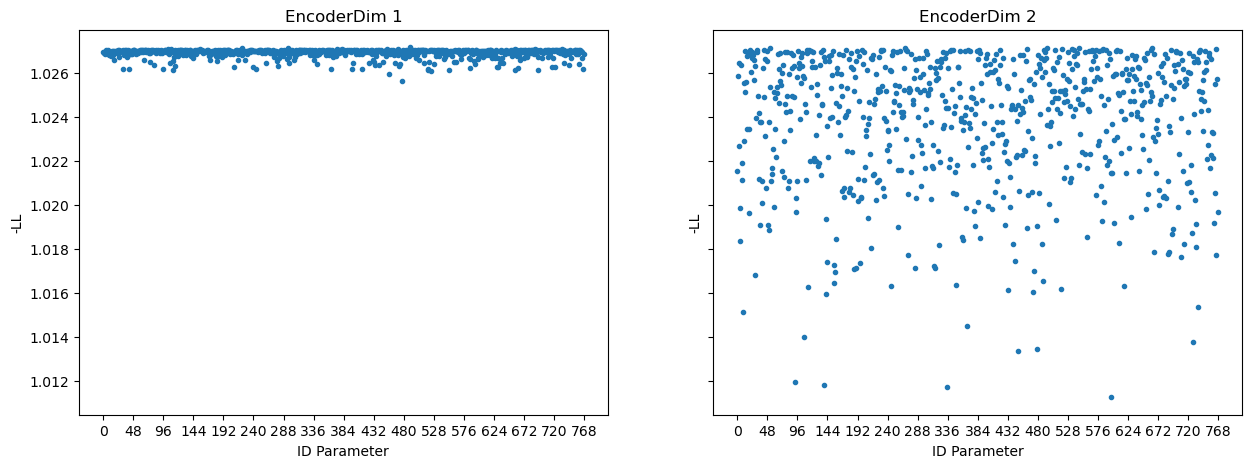 EncoderDim 1
-LL
1.026
1.024
1.022
1.020
1.018
1.016
1.014
1.012
0 48 96 144 192 240 288 336 384 432 480 528 576 624 672 720 768
ID Parameter
EncoderDim 2
-LL
0 48 96 144 192 240 288 336 384 432 480 528 576 624 672 720 768
ID Parameter